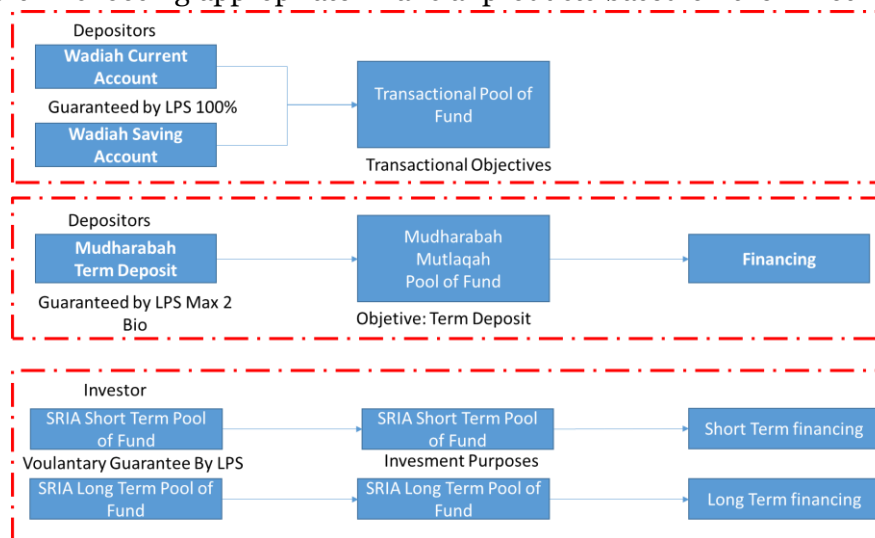 Depositors
Wadiah Current
Account
Guaranteed by LPS 100%
Wadiah Saving
Account
Transactional Pool of
Fund
Transactional Objectives
Depositors
Mudharabah
Term Deposit
Guaranteed by LPS Max 2
Bio
Mudharabah
Mutlaqah
Pool of Fund
Objetive: Term Deposit
Financing
Investor
SRIA Short Term Pool
of Fund
SRIA Short Term Pool
of Fund
Short Term financing
Voulantary Guarantee By LPS
Invesment Purposes
SRIA Long Term Pool of
Fund
SRIA Long Term Pool of
Fund
Long Term financing